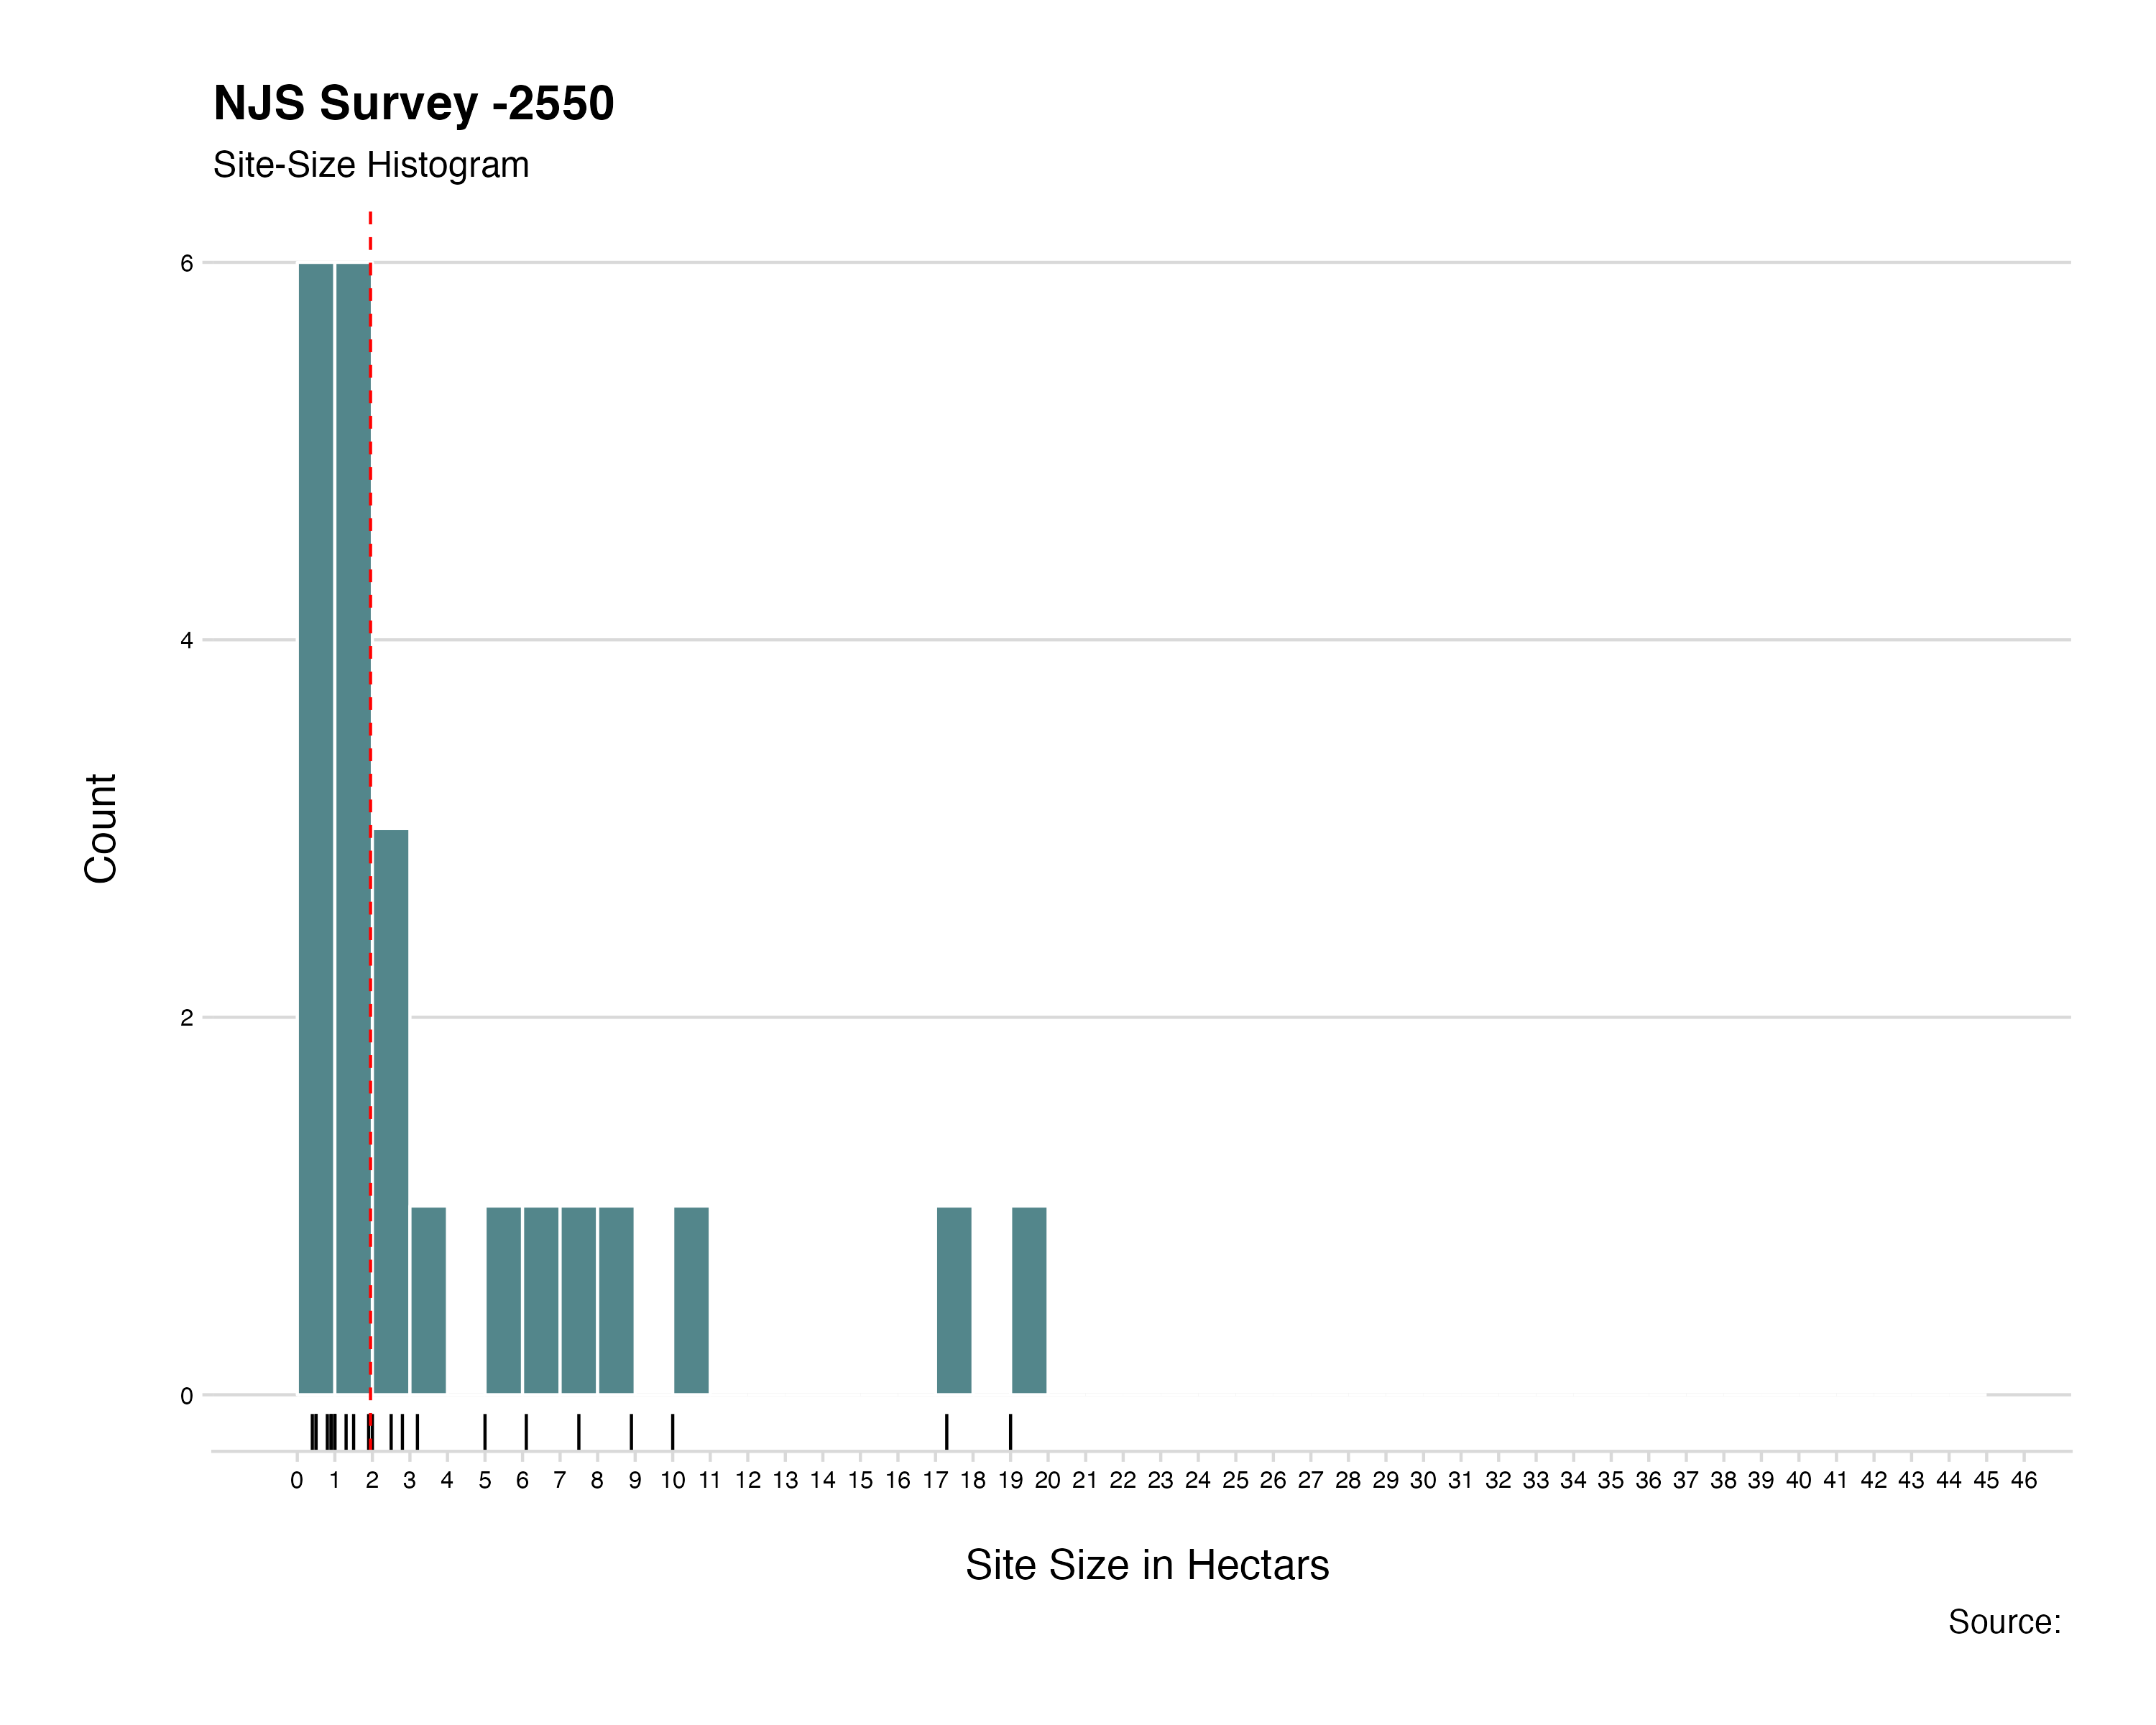 NJS Survey -2550
Site-Size Histogram
Count
6
4
2
0
0 1 2 3 4 5 6 7 8 9 10 11 12 13 14 15 16 17 18 19 20 21 22 23 24 25 26 27 28 29 30 31 32 33 34 35 36 37 38 39 40 41 42 43 44 45 46
Site Size in Hectars
Source: